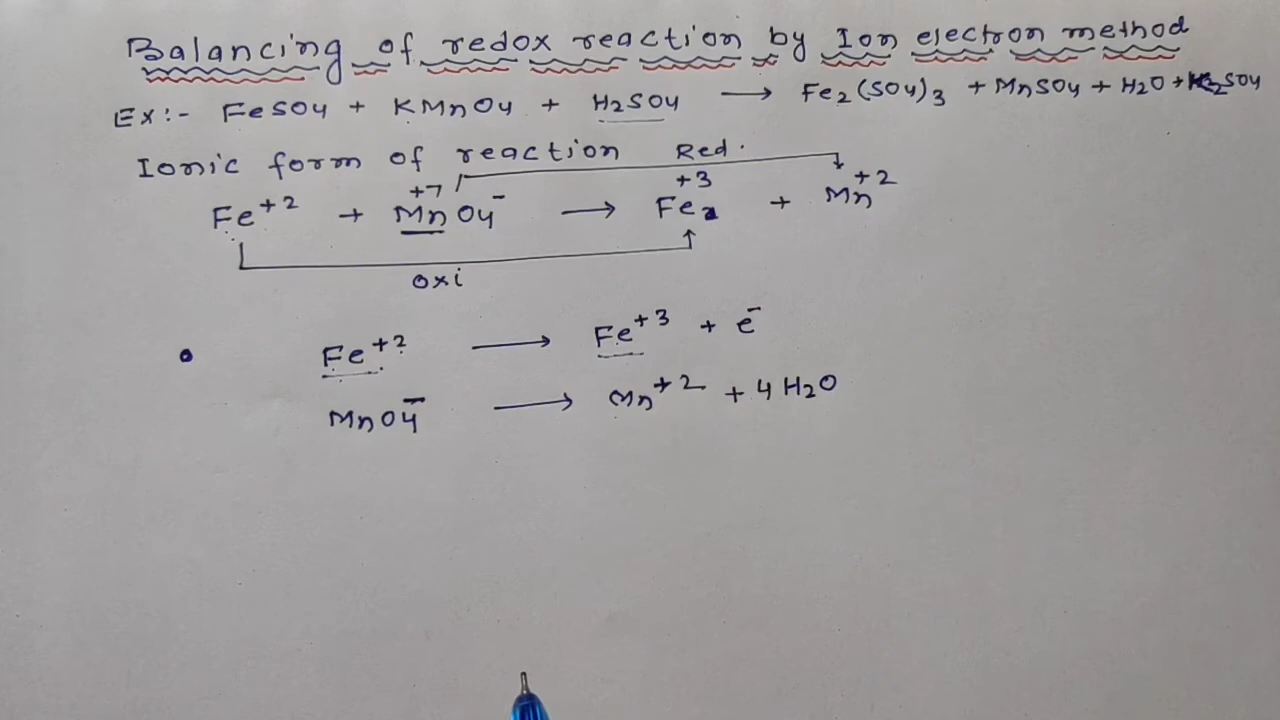 Balancing of redox reaction by Ion electron method
Ex:- FeSO4 + KMnO4 + H2SO4 → Fe2(SO4)3 + MnSO4 + H2O + K2SO4
Ionic form of reaction Red.
+7 +3
Fe+2 + MnO4- → Fe2 + Mn+2
oxi
Fe+2 → Fe+3 + e-
MnO4- → Mn+2 + 4H2O